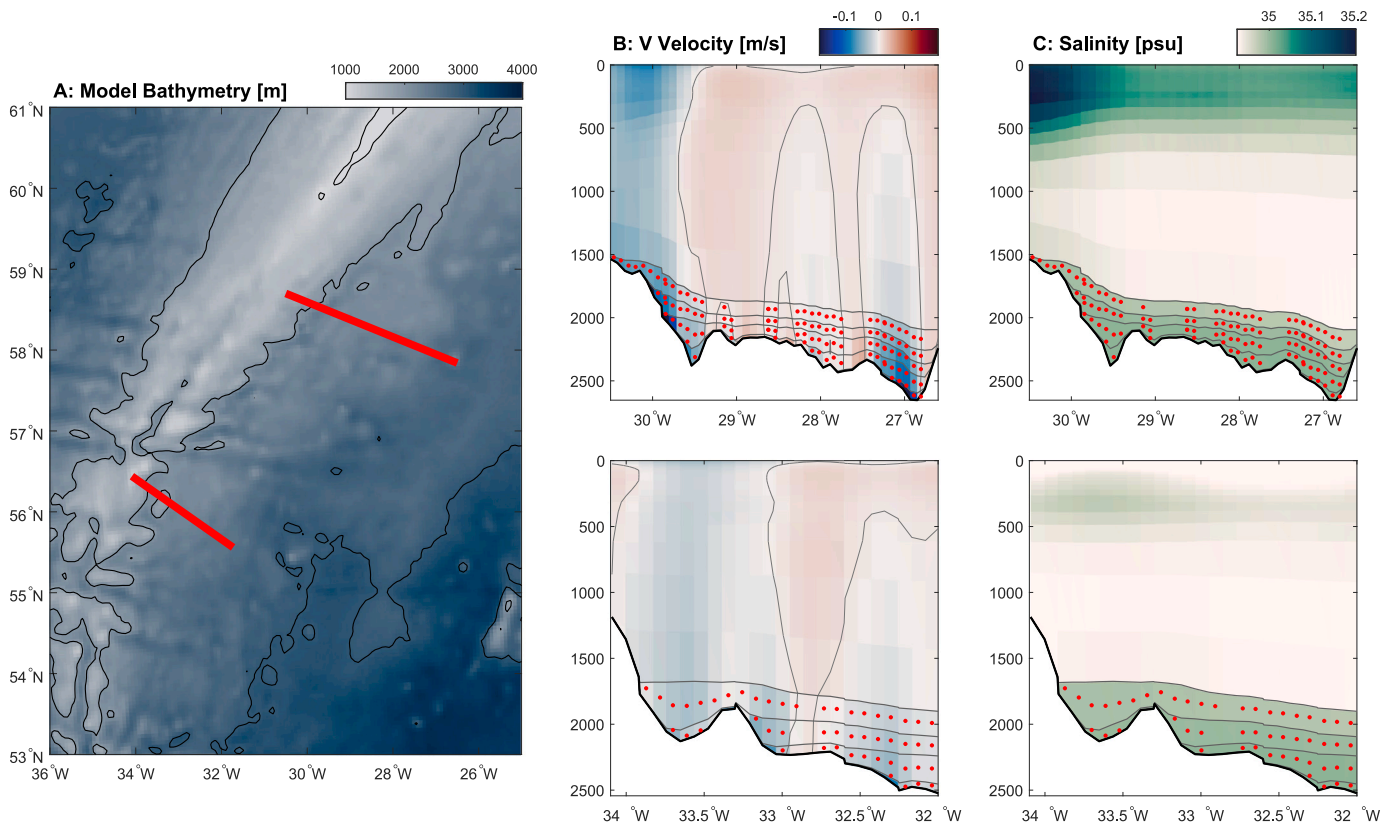 -0.1 0 0.1
35 35.1 35.2
B: V Velocity [m/s]
C: Salinity [psu]
1000 2000 3000 4000
A: Model Bathymetry [m]
61°N
60°N
59°N
58°N
57°N
56°N
55°N
54°N
53°N
36°W 34°W 32°W 30°W 28°W 26°W
0
500
1000
1500
2000
2500
30°W 29°W 28°W 27°W
0
500
1000
1500
2000
2500
30°W 29°W 28°W 27°W
0
500
1000
1500
2000
2500
34°W 33.5°W 33°W 32.5°W 32°W
0
500
1000
1500
2000
2500
34°W 33.5°W 33°W 32.5°W 32°W